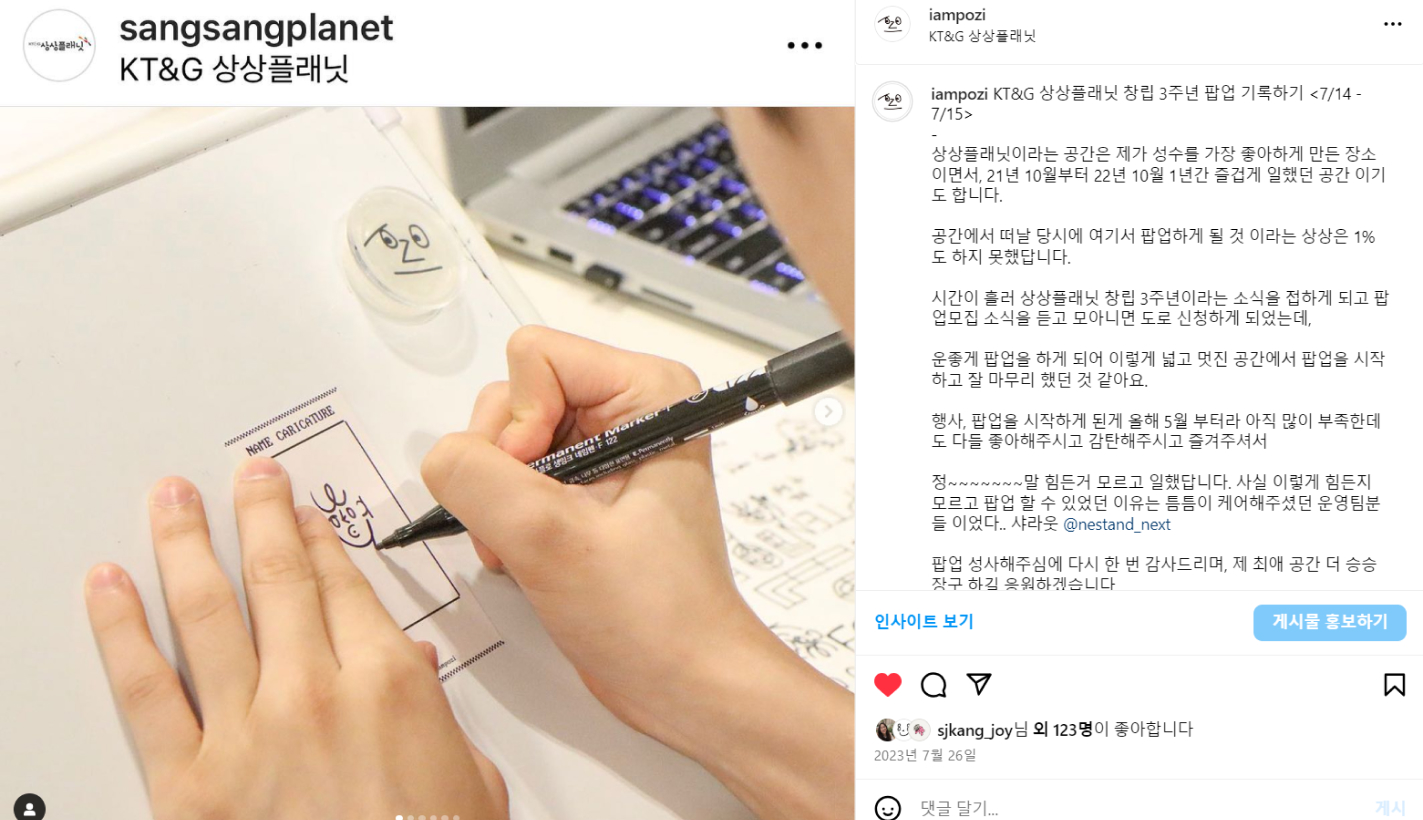 sangsangplanet
KT&G 상상플래닛
KT&G 상상플래닛
NAME CARICATURE
Permanent Marker
생잉크 네임펜 F 122
iampozi
iampozi
KT&G 상상플래닛
iampozi KT&G 상상플래닛 창립 3주년 팝업 기록하기 <7/14 -
7/15>
-
상상플래닛이라는 공간은 제가 성수를 가장 좋아하게 만든 장소
이면서, 21년 10월부터 22년 10월 1년간 즐겁게 일했던 공간 이기
도 합니다.
공간에서 떠날 당시에 여기서 팝업하게 될 것 이라는 상상은 1%
도 하지 못했답니다.
시간이 흘러 상상플래닛 창립 3주년이라는 소식을 접하게 되고 팝
업모집 소식을 듣고 모아니면 도로 신청하게 되었는데,
운좋게 팝업을 하게 되어 이렇게 넓고 멋진 공간에서 팝업을 시작
하고 잘 마무리 했던 것 같아요.
행사, 팝업을 시작하게 된게 올해 5월 부터라 아직 많이 부족한데
도 다들 좋아해주시고 감탄해주시고 즐겨주셔서
정~~~~~~~말 힘든거 모르고 일했답니다. 사실 이렇게 힘든지
모르고 팝업 할 수 있었던 이유는 틈틈이 케어해주셨던 운영팀분
들 이었다.. 샤라웃 @nestand_next
팝업 성사해주심에 다시 한 번 감사드리며, 제 최애 공간 더 승승
장구 하길 응원하겠습니다
인사이트 보기
게시물 홍보하기
sjkang_joy님 외 123명이 좋아합니다
2023년 7월 26일
댓글 달기...
게시